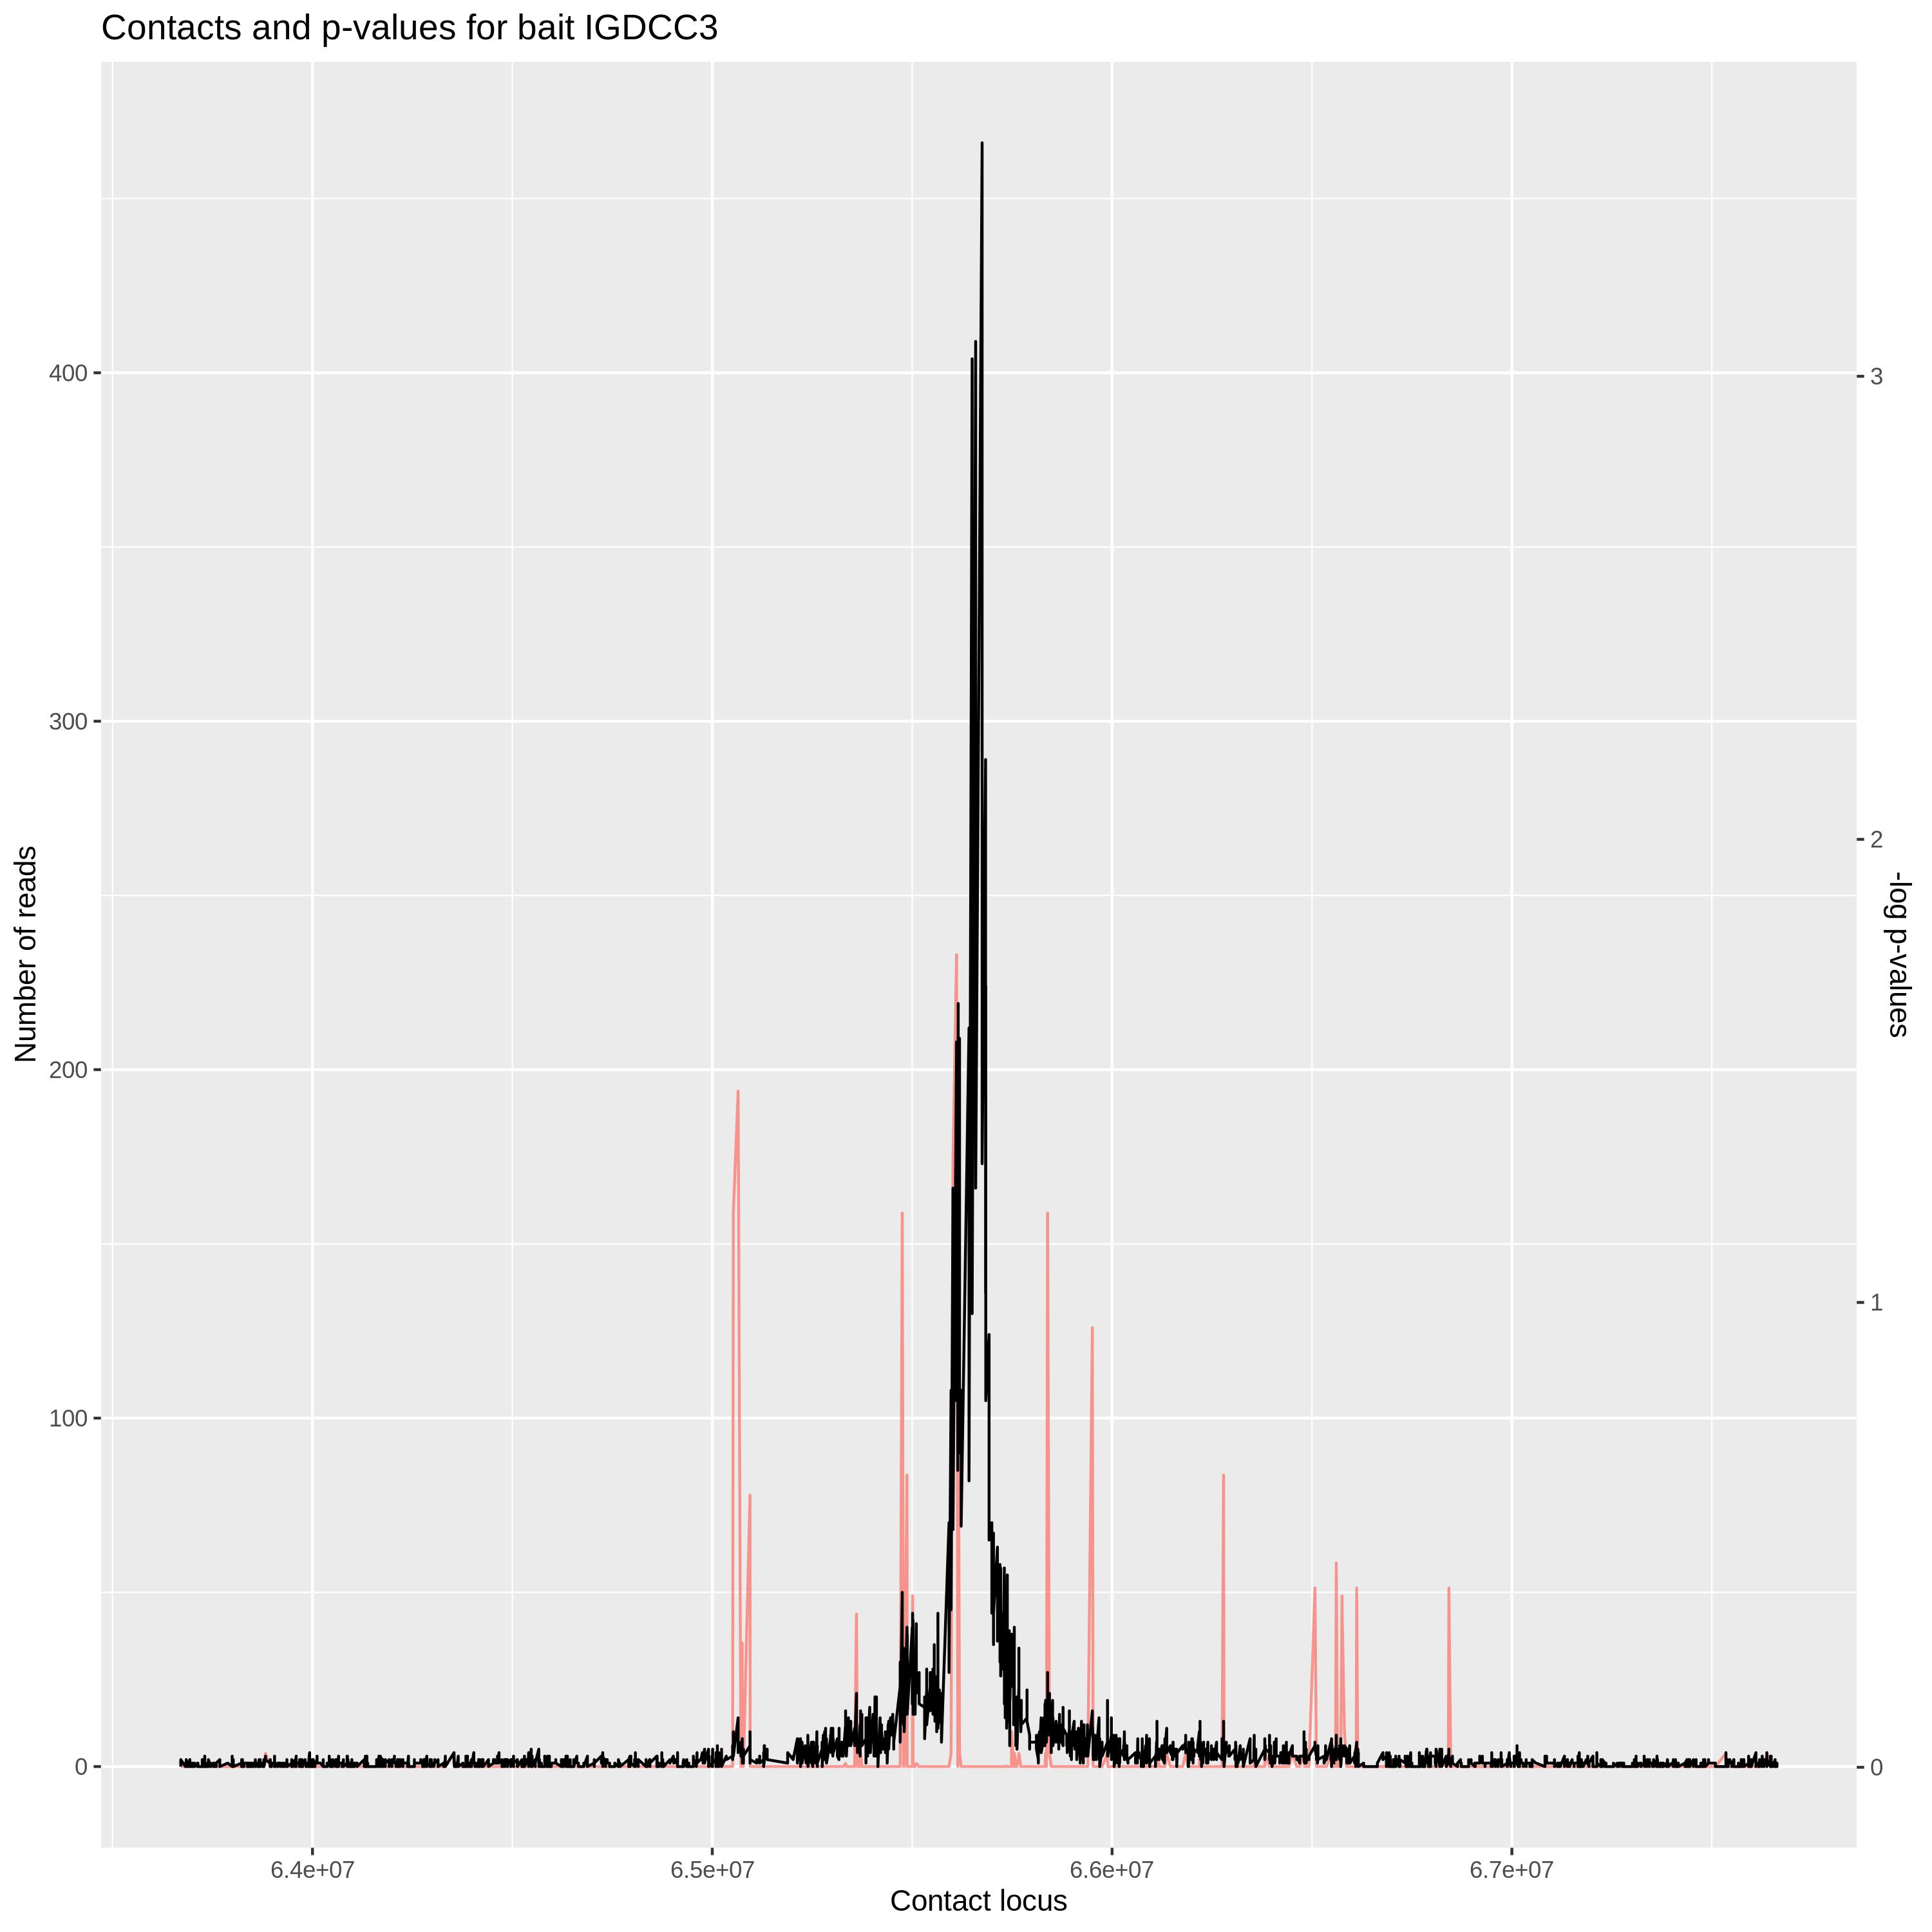 Contacts and p-values for bait IGDCC3
Number of reads
400
300
200
100
0
3
2
1
0
-log p-values
6.4e+07
6.5e+07
6.6e+07
6.7e+07
Contact locus